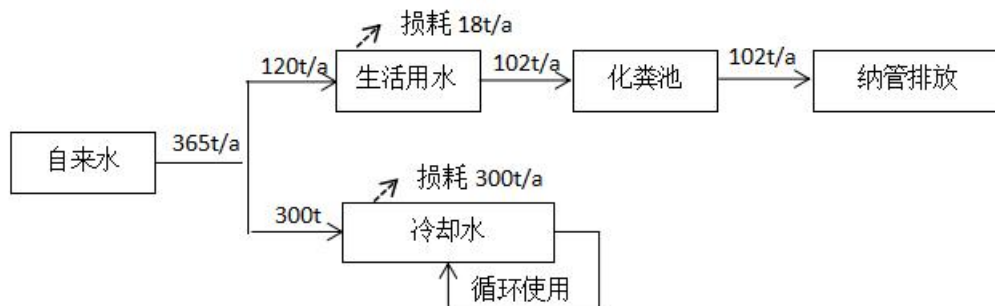 损耗 18t/a
120t/a
生活用水
102t/a
化粪池
102t/a
纳管排放
自来水
365t/a
损耗 300t/a
300t
冷却水
循环使用